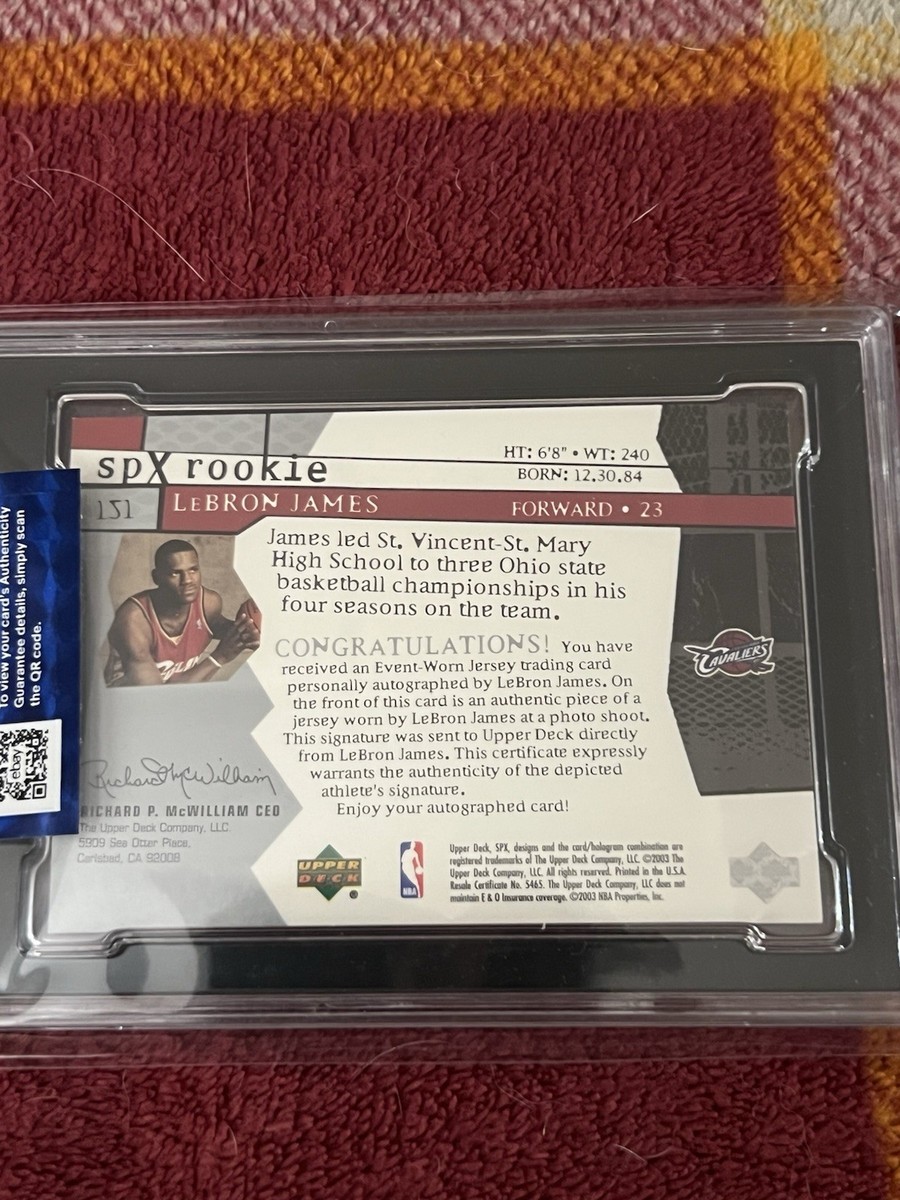 To view your card's Authenticity
Guarantee details, simply scan
the QR code.
ebay
spX rookie
HT: 6'8" • WT: 240
BORN: 12.30.84
151
LEBRON JAMES
FORWARD • 23
James led St. Vincent-St. Mary
High School to three Ohio state
basketball championships in his
four seasons on the team.
CONGRATULATIONS! You have
received an Event-Worn Jersey trading card
personally autographed by LeBron James. On
the front of this card is an authentic piece of a
jersey worn by LeBron James at a photo shoot.
This signature was sent to Upper Deck directly
from LeBron James. This certificate expressly
warrants the authenticity of the depicted
athlete's signature.
Enjoy your autographed card!
CAVALIERS
Richard P. McWilliam
RICHARD P. McWILLIAM CEO
The Upper Deck Company, LLC.
5909 Sea Otter Place,
Carlsbad, CA 92008
UPPER
DECK
®
NBA
Upper Deck, SPX, designs and the card/hologram combination are
registered trademarks of The Upper Deck Company, LLC. ©2003 The
Upper Deck Company, LLC. All rights reserved. Printed in the U.S.A.
Resale Certificate No. 5465. The Upper Deck Company, LLC does not
maintain E & O Insurance coverage. ©2003 NBA Properties, Inc.